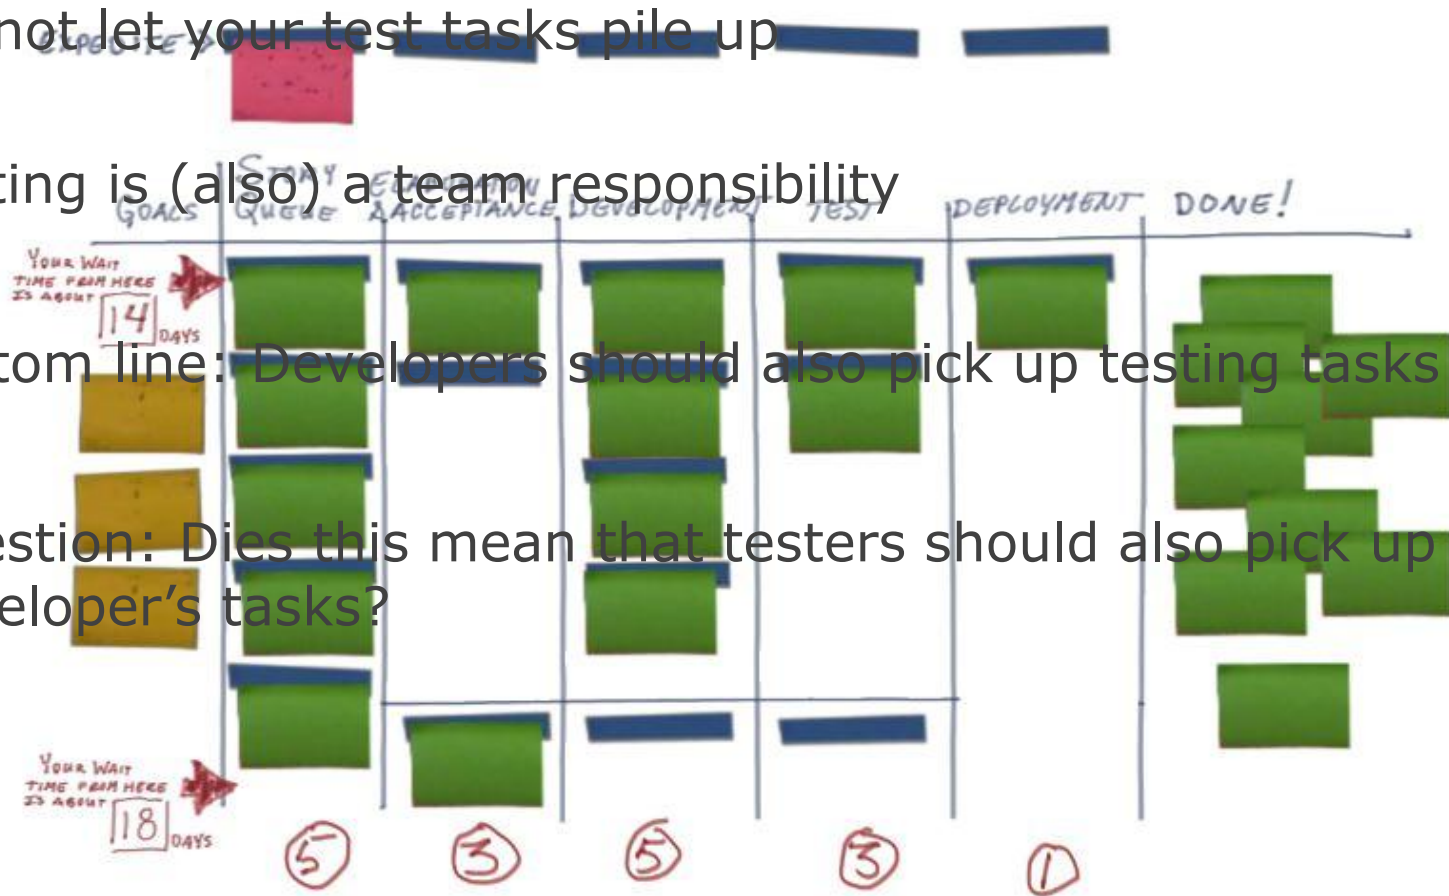 not let your test tasks pile up
EXPEDITE
ting is (also) a team responsibility
GOALS
STORY
QUEUE
ELABORATION
& ACCEPTANCE
DEVELOPMENT
TEST
DEPLOYMENT
DONE!
YOUR WAIT
TIME FROM HERE
IS ABOUT
14 DAYS
tom line: Developers should also pick up testing tasks
estion: Dies this mean that testers should also pick up
eloper’s tasks?
YOUR WAIT
TIME FROM HERE
IS ABOUT
18 DAYS
5 3 5 3 1